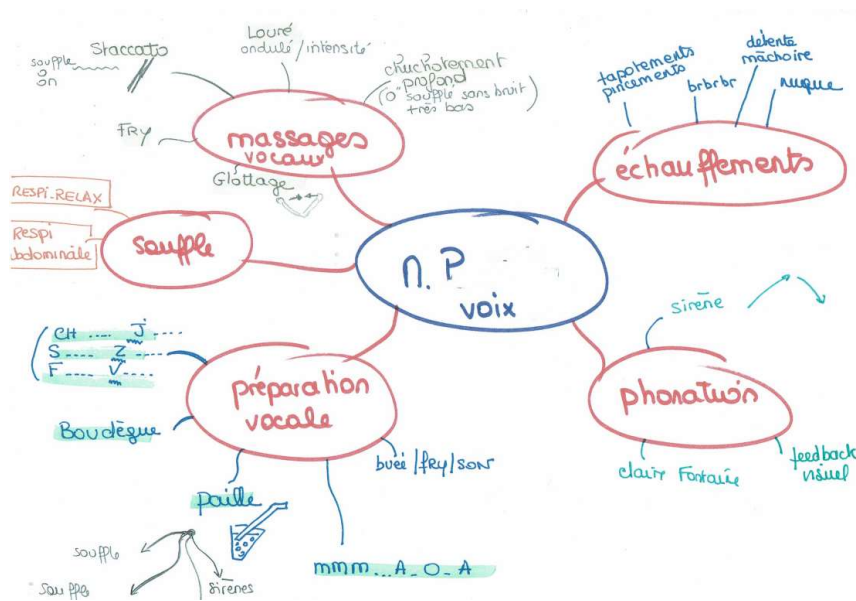 Staccato
souffle
on
Louré
ondulé/intensité
chuchotement
profond
("O" souffle sans bruit
très bas)
FRY
massages
vocaux
Glottage
tapotements
pincements
brbrbr
détente
mâchoire
nuque
échauffements
RESPI-RELAX
RESPI
abdominale
souffle
n.P
voix
CH .... J ....
S .... Z ....
F .... V ....
Boudègue
préparation
vocale
paille
buée/fry/son
mmm...A_O_A
souffle
souffle
sirènes
sirène
phonation
claire Fontaine
feedback
visuel